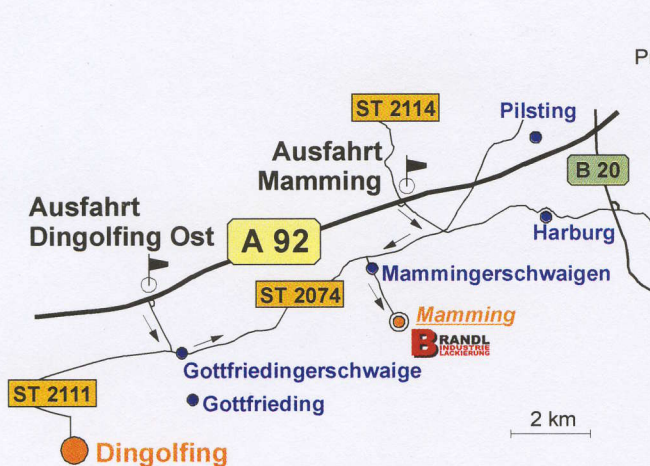 ST 2114
Pilsting
Ausfahrt
Mamming
B 20
Ausfahrt
Dingolfing Ost
A 92
Harburg
Mammingerschwaigen
ST 2074
Mamming
BRANDL
INDUSTRIE
LACKIERUNG
Gottfriedingerschwaige
ST 2111
Gottfrieding
2 km
Dingolfing